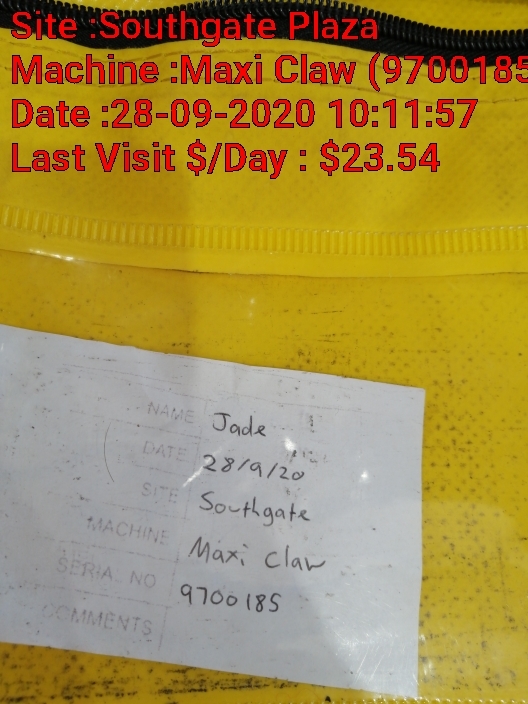 Site :Southgate Plaza
Machine :Maxi Claw (9700185
Date :28-09-2020 10:11:57
Last Visit $/Day : $23.54
NAME Jade
DATE 28/9/20
SITE Southgate
MACHINE Maxi Claw
SERIAL NO 9700185
COMMENTS